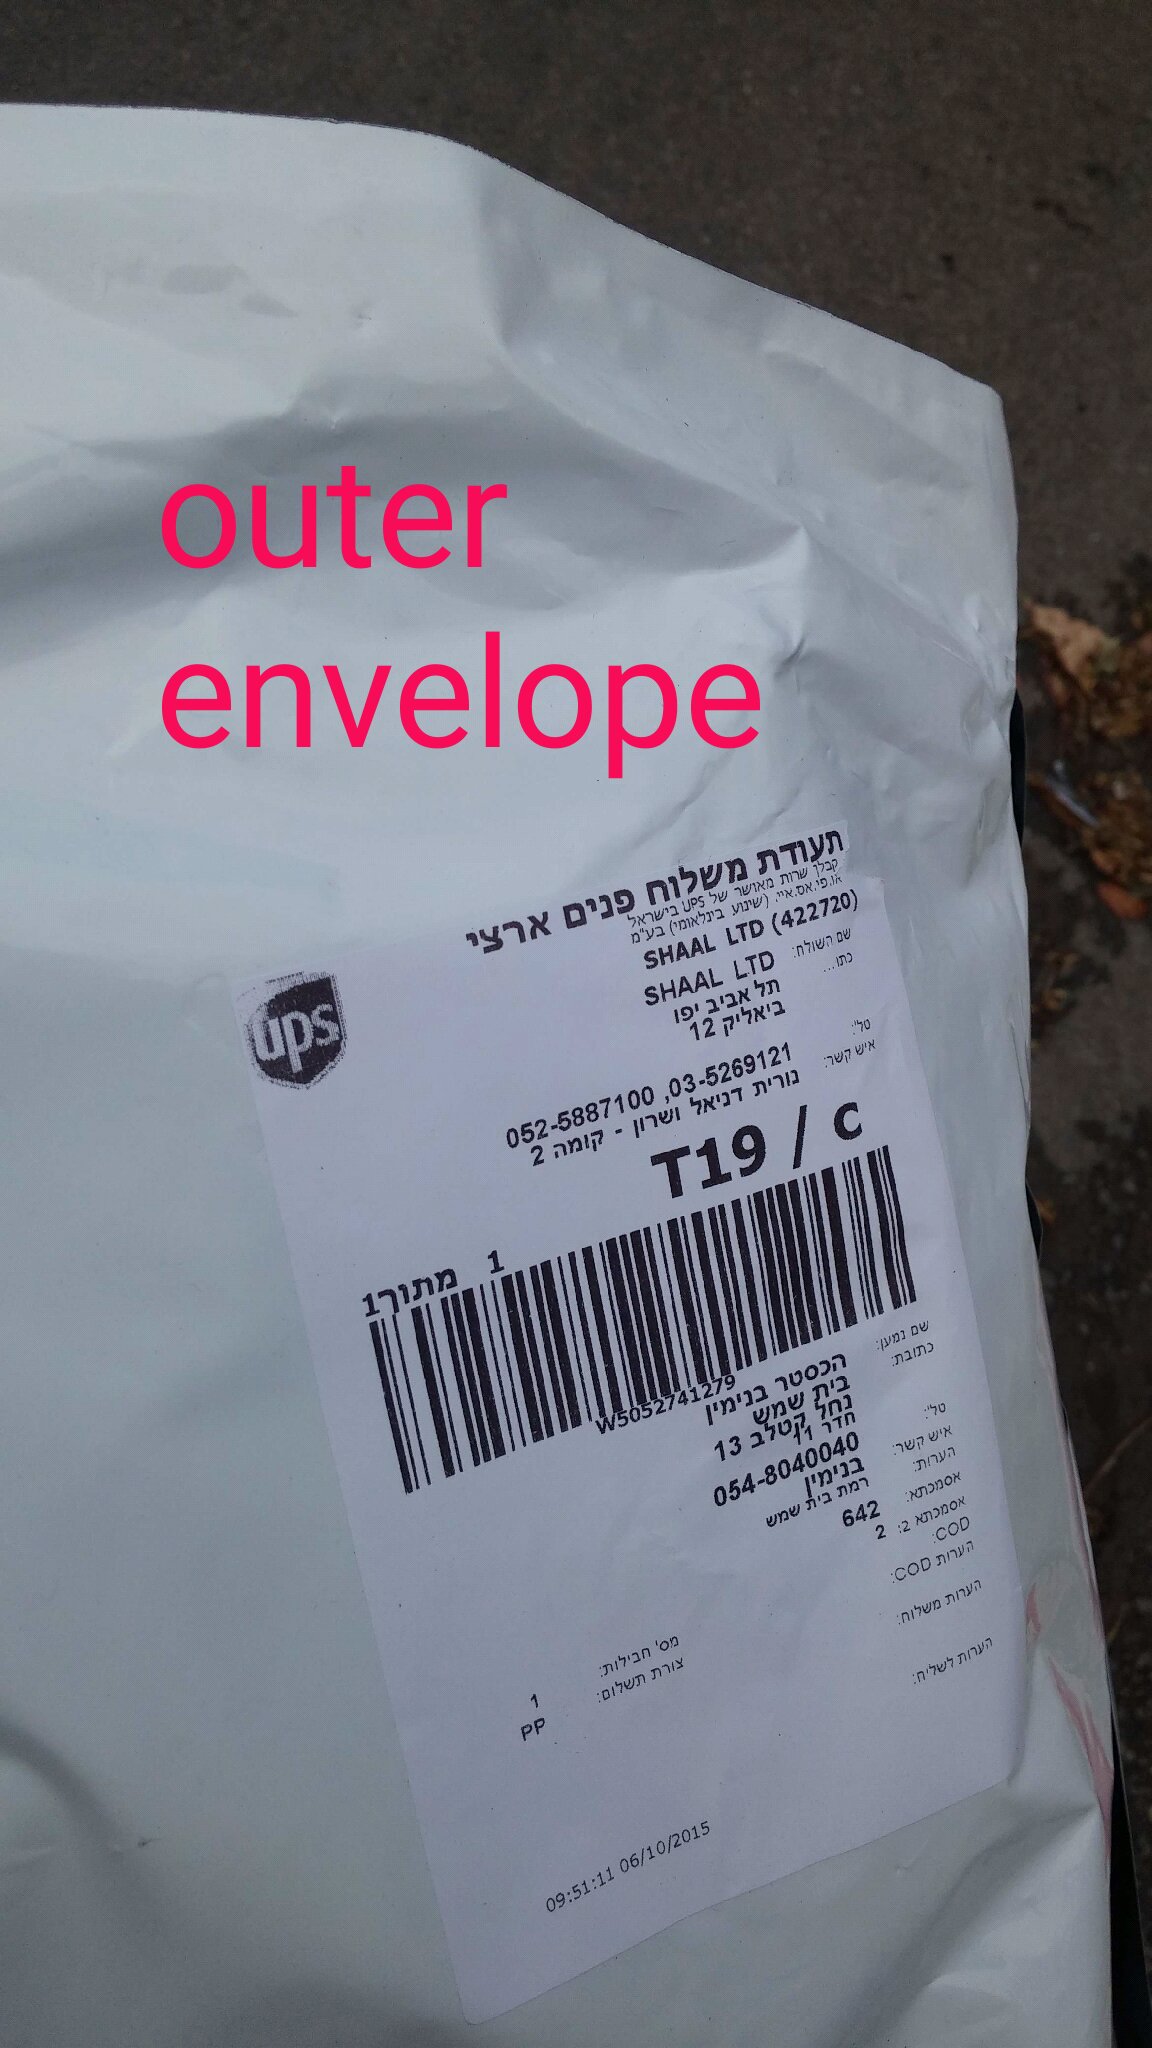 outer
envelope
תעודת משלוח פנים ארצי
קבלן שרות מאושר של UPS בישראל
או.פי.אס.איי. (שינוע בינלאומי) בע"מ
ups
SHAAL LTD (422720)
שם השולח: SHAAL LTD
כתו... תל אביב יפו
ביאליק 12
טל': 03-5269121, 052-5887100
איש קשר: נורית דניאל ושרון - קומה 2
T19 / c
1 מתוך1
W5052741279
שם נמען: הכסטר בנימין
כתובת: בית שמש
נחל קטלב 13
חדר 1
טל': 054-8040040
איש קשר: בנימין
הערות: רמת בית שמש
אסמכתא: 642
אסמכתא 2: 2
COD:
הערות COD:
הערות משלוח:
מס' חבילות: 1
צורת תשלום: PP
הערות לשליח:
09:51:11 06/10/2015